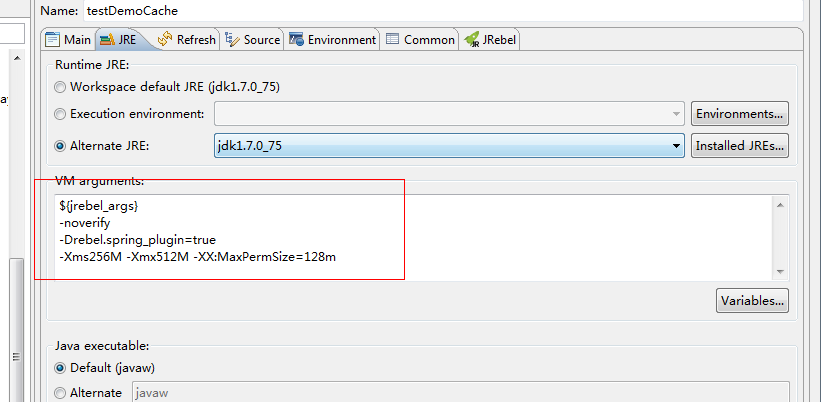 Name: testDemoCache
Main JRE Refresh Source Environment Common JRebel
Runtime JRE:
Workspace default JRE (jdk1.7.0_75)
Execution environment: Environments...
Alternate JRE: jdk1.7.0_75 Installed JREs...
VM arguments:
${jrebel_args}
-noverify
-Drebel.spring_plugin=true
-Xms256M -Xmx512M -XX:MaxPermSize=128m
Variables...
Java executable:
Default (javaw)
Alternate javaw